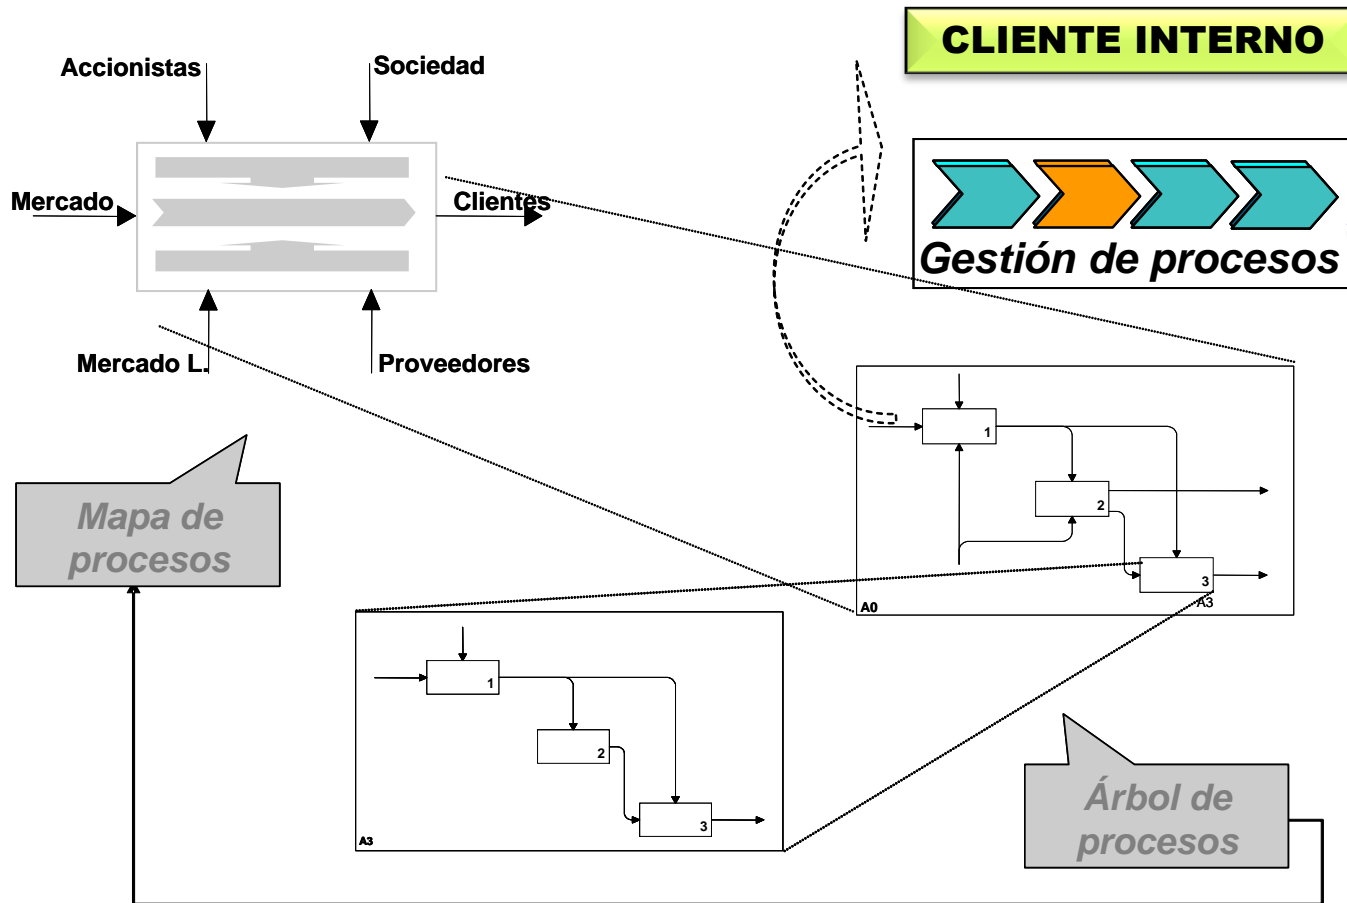 CLIENTE INTERNO
Accionistas
Sociedad
Mercado
Clientes
Gestión de procesos
Mercado L.
Proveedores
1
2
3
A3
A0
Mapa de
procesos
1
2
3
A3
Árbol de
procesos